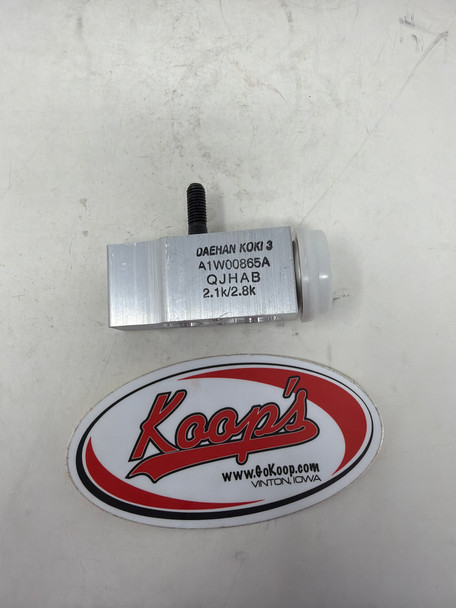 DAEHAN KOKI 3
A1W00865A
QJHAB
2.1k/2.8k
Koop's
www.GoKoop.com
VINTON, IOWA